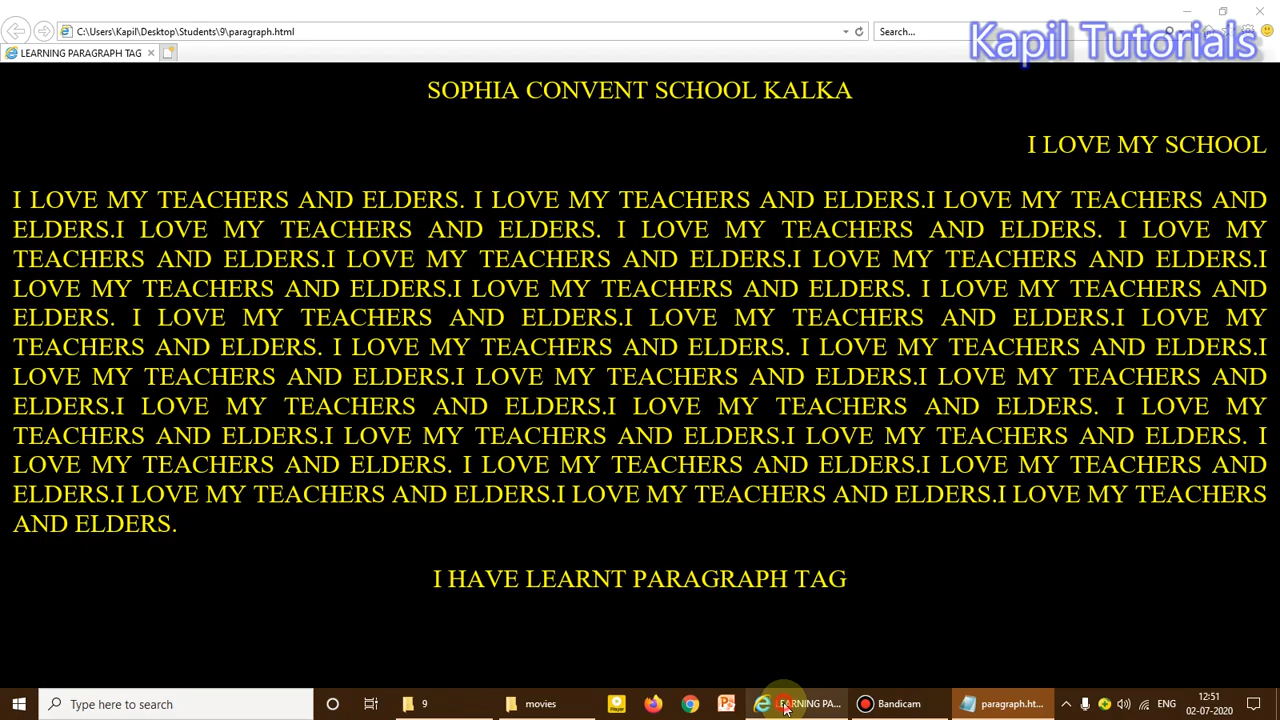 C:\Users\Kapil\Desktop\Students\9\paragraph.html
Search...
Kapil Tutorials
LEARNING PARAGRAPH TAG
SOPHIA CONVENT SCHOOL KALKA
I LOVE MY SCHOOL
I LOVE MY TEACHERS AND ELDERS. I LOVE MY TEACHERS AND ELDERS.I LOVE MY TEACHERS AND
ELDERS.I LOVE MY TEACHERS AND ELDERS. I LOVE MY TEACHERS AND ELDERS. I LOVE MY
TEACHERS AND ELDERS.I LOVE MY TEACHERS AND ELDERS.I LOVE MY TEACHERS AND ELDERS.I
LOVE MY TEACHERS AND ELDERS.I LOVE MY TEACHERS AND ELDERS. I LOVE MY TEACHERS AND
ELDERS. I LOVE MY TEACHERS AND ELDERS.I LOVE MY TEACHERS AND ELDERS.I LOVE MY
TEACHERS AND ELDERS. I LOVE MY TEACHERS AND ELDERS. I LOVE MY TEACHERS AND ELDERS.I
LOVE MY TEACHERS AND ELDERS.I LOVE MY TEACHERS AND ELDERS.I LOVE MY TEACHERS AND
ELDERS.I LOVE MY TEACHERS AND ELDERS.I LOVE MY TEACHERS AND ELDERS. I LOVE MY
TEACHERS AND ELDERS.I LOVE MY TEACHERS AND ELDERS.I LOVE MY TEACHERS AND ELDERS. I
LOVE MY TEACHERS AND ELDERS. I LOVE MY TEACHERS AND ELDERS.I LOVE MY TEACHERS AND
ELDERS.I LOVE MY TEACHERS AND ELDERS.I LOVE MY TEACHERS AND ELDERS.I LOVE MY TEACHERS
AND ELDERS.
I HAVE LEARNT PARAGRAPH TAG
Type here to search
9
movies
LEARNING PA...
Bandicam
paragraph.ht...
ENG
12:51
02-07-2020